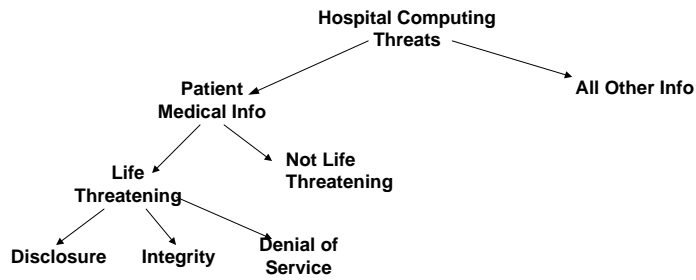 Hospital Computing
Threats
Patient
Medical Info
All Other Info
Life
Threatening
Not Life
Threatening
Disclosure
Integrity
Denial of
Service